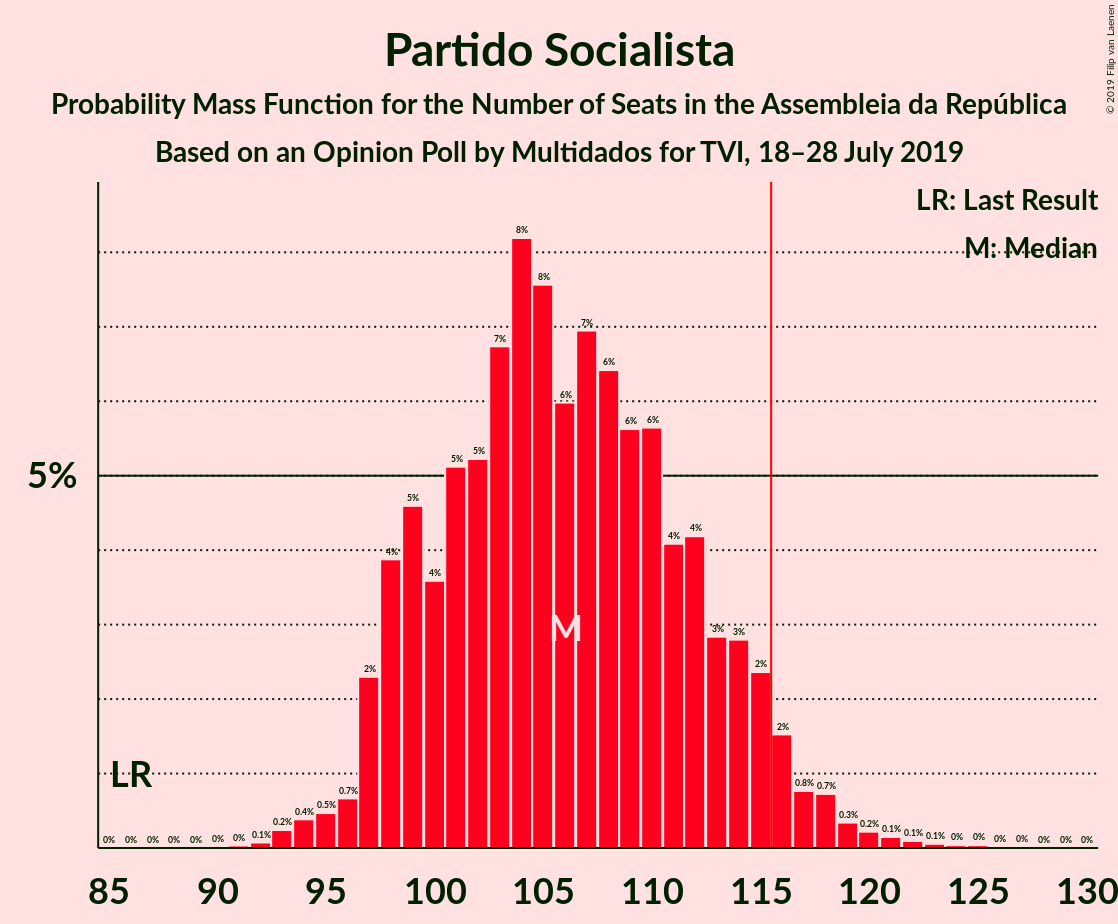 Partido Socialista
Probability Mass Function for the Number of Seats in the Assembleia da República
Based on an Opinion Poll by Multidados for TVI, 18–28 July 2019
© 2019 Filip van Laenen
LR: Last Result
M: Median
5%
LR
M
0% 0% 0% 0% 0% 0% 0% 0.1% 0.2% 0.4% 0.5% 0.7% 2% 4% 5% 4% 5% 5% 7% 8% 8% 6% 7% 6% 6% 6% 4% 4% 3% 3% 2% 2% 0.8% 0.7% 0.3% 0.2% 0.1% 0.1% 0.1% 0% 0% 0% 0% 0% 0% 0%
85 90 95 100 105 110 115 120 125 130